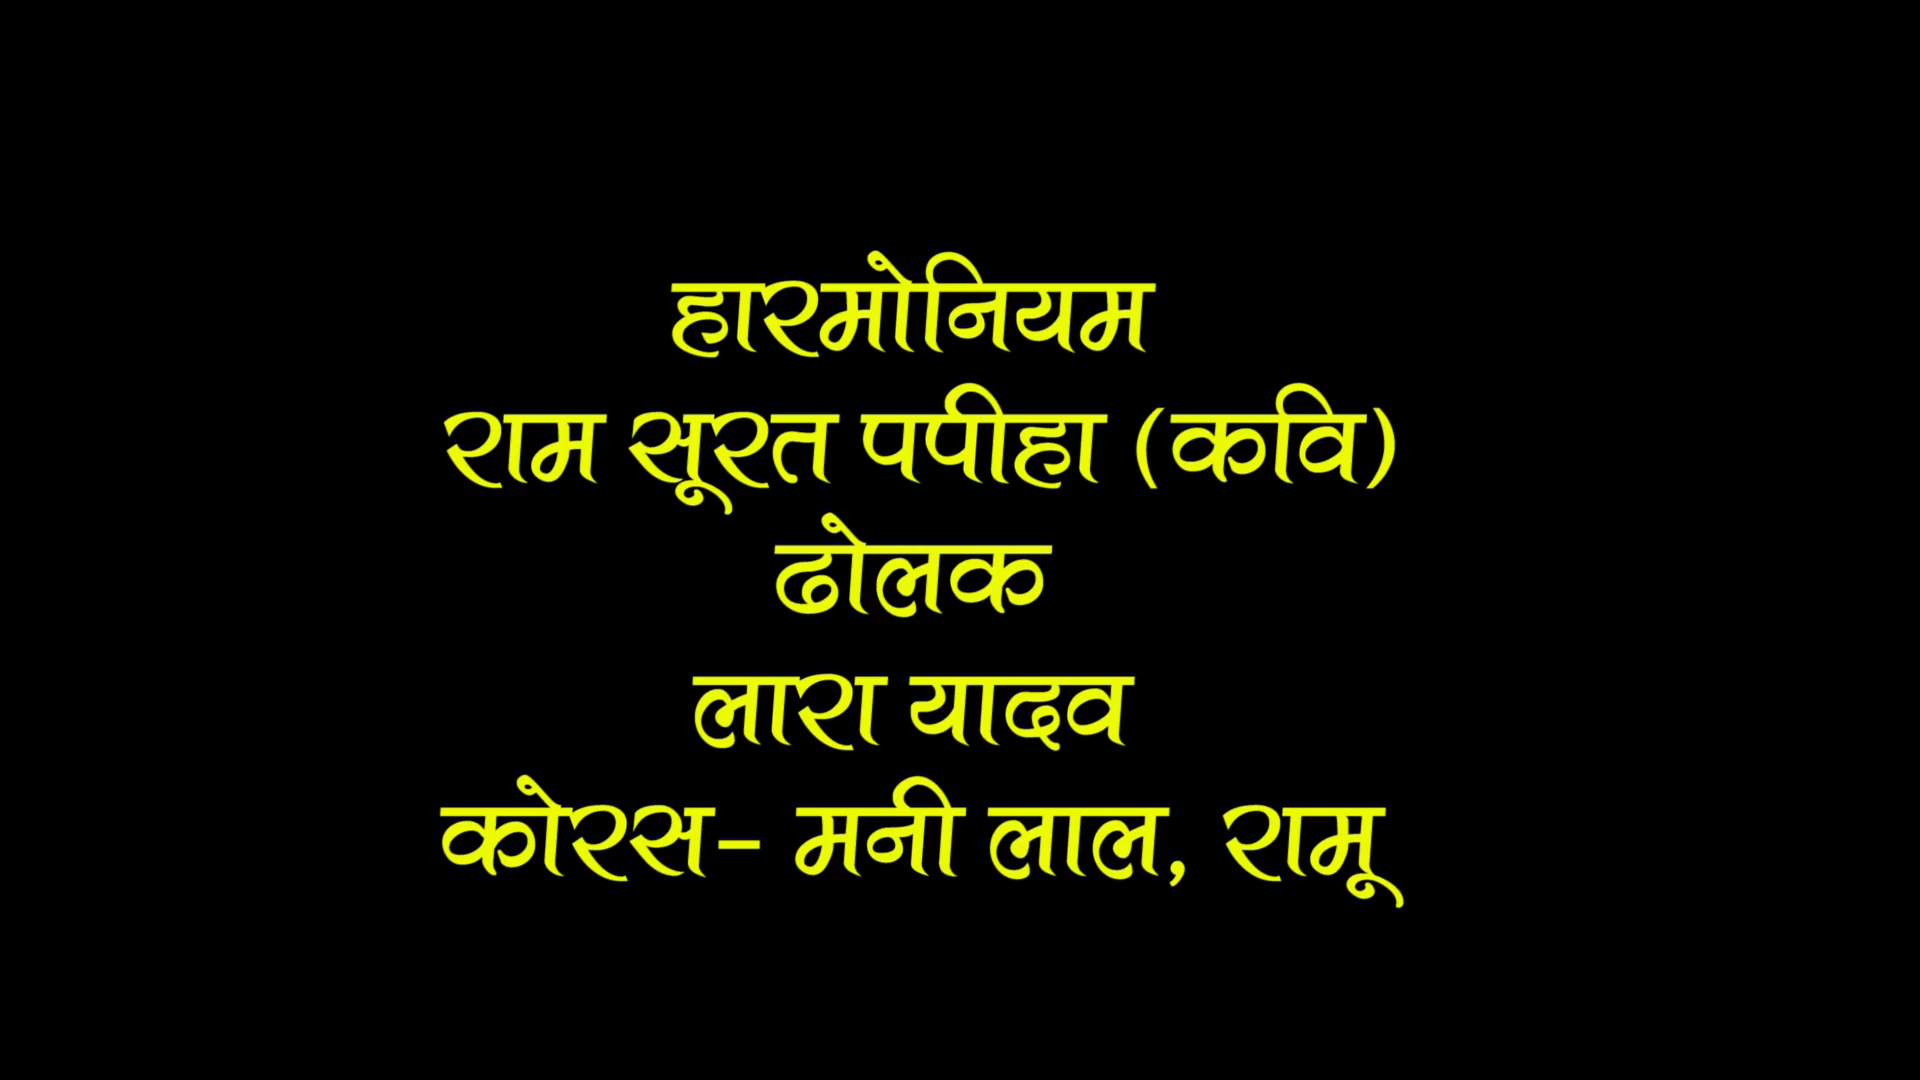 हारमोनियम
राम सूरत पपीहा (कवि)
ढोलक
लारा यादव
कोरस- मनी लाल, रामू